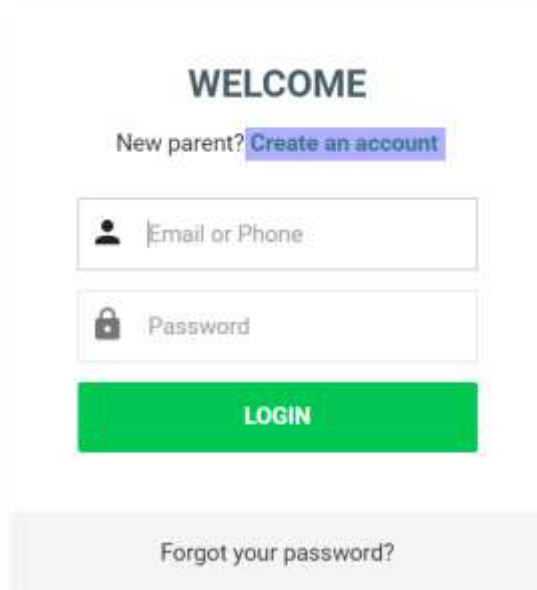 WELCOME
New parent? Create an account
Email or Phone
Password
LOGIN
Forgot your password?